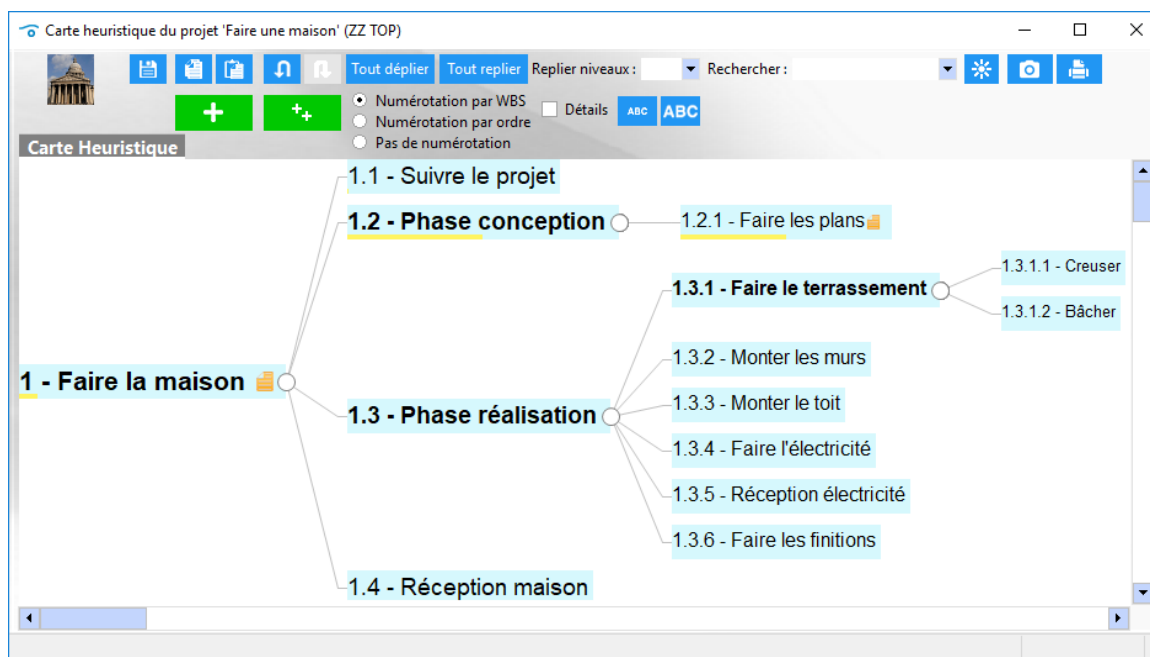 Carte heuristique du projet 'Faire une maison' (ZZ TOP)
Tout déplier Tout replier Replier niveaux : Rechercher :
Numérotation par WBS
Détails ABC ABC
Numérotation par ordre
Pas de numérotation
Carte Heuristique
1.1 - Suivre le projet
1.2 - Phase conception
1.2.1 - Faire les plans
1.3.1 - Faire le terrassement
1.3.1.1 - Creuser
1.3.1.2 - Bâcher
1.3.2 - Monter les murs
1 - Faire la maison
1.3 - Phase réalisation
1.3.3 - Monter le toit
1.3.4 - Faire l'électricité
1.3.5 - Réception électricité
1.3.6 - Faire les finitions
1.4 - Réception maison